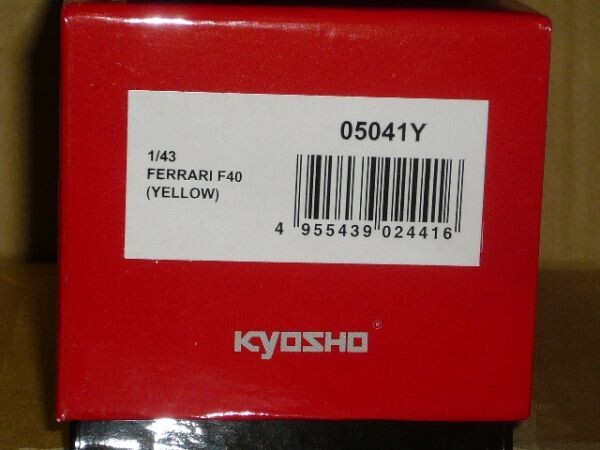 05041Y
1/43
FERRARI F40
(YELLOW)
4 955439 024416
KYOSHO®